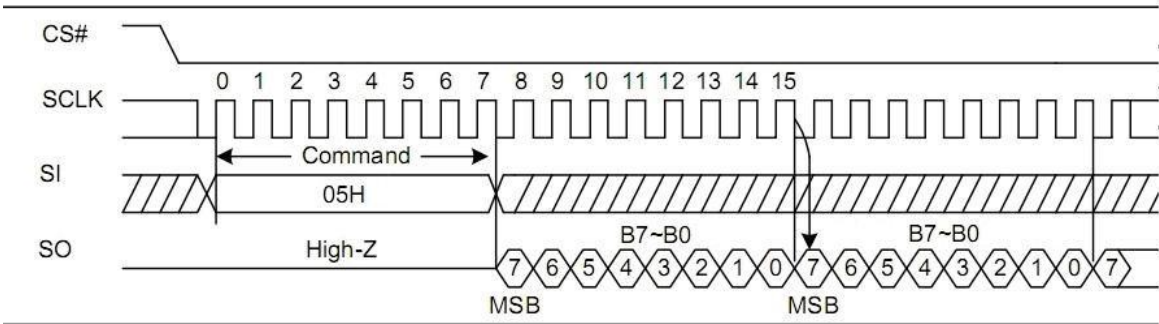 CS#
0 1 2 3 4 5 6 7 8 9 10 11 12 13 14 15
SCLK
Command
SI
05H
B7~B0 B7~B0
SO
High-Z
7 6 5 4 3 2 1 0 7 6 5 4 3 2 1 0 7
MSB MSB